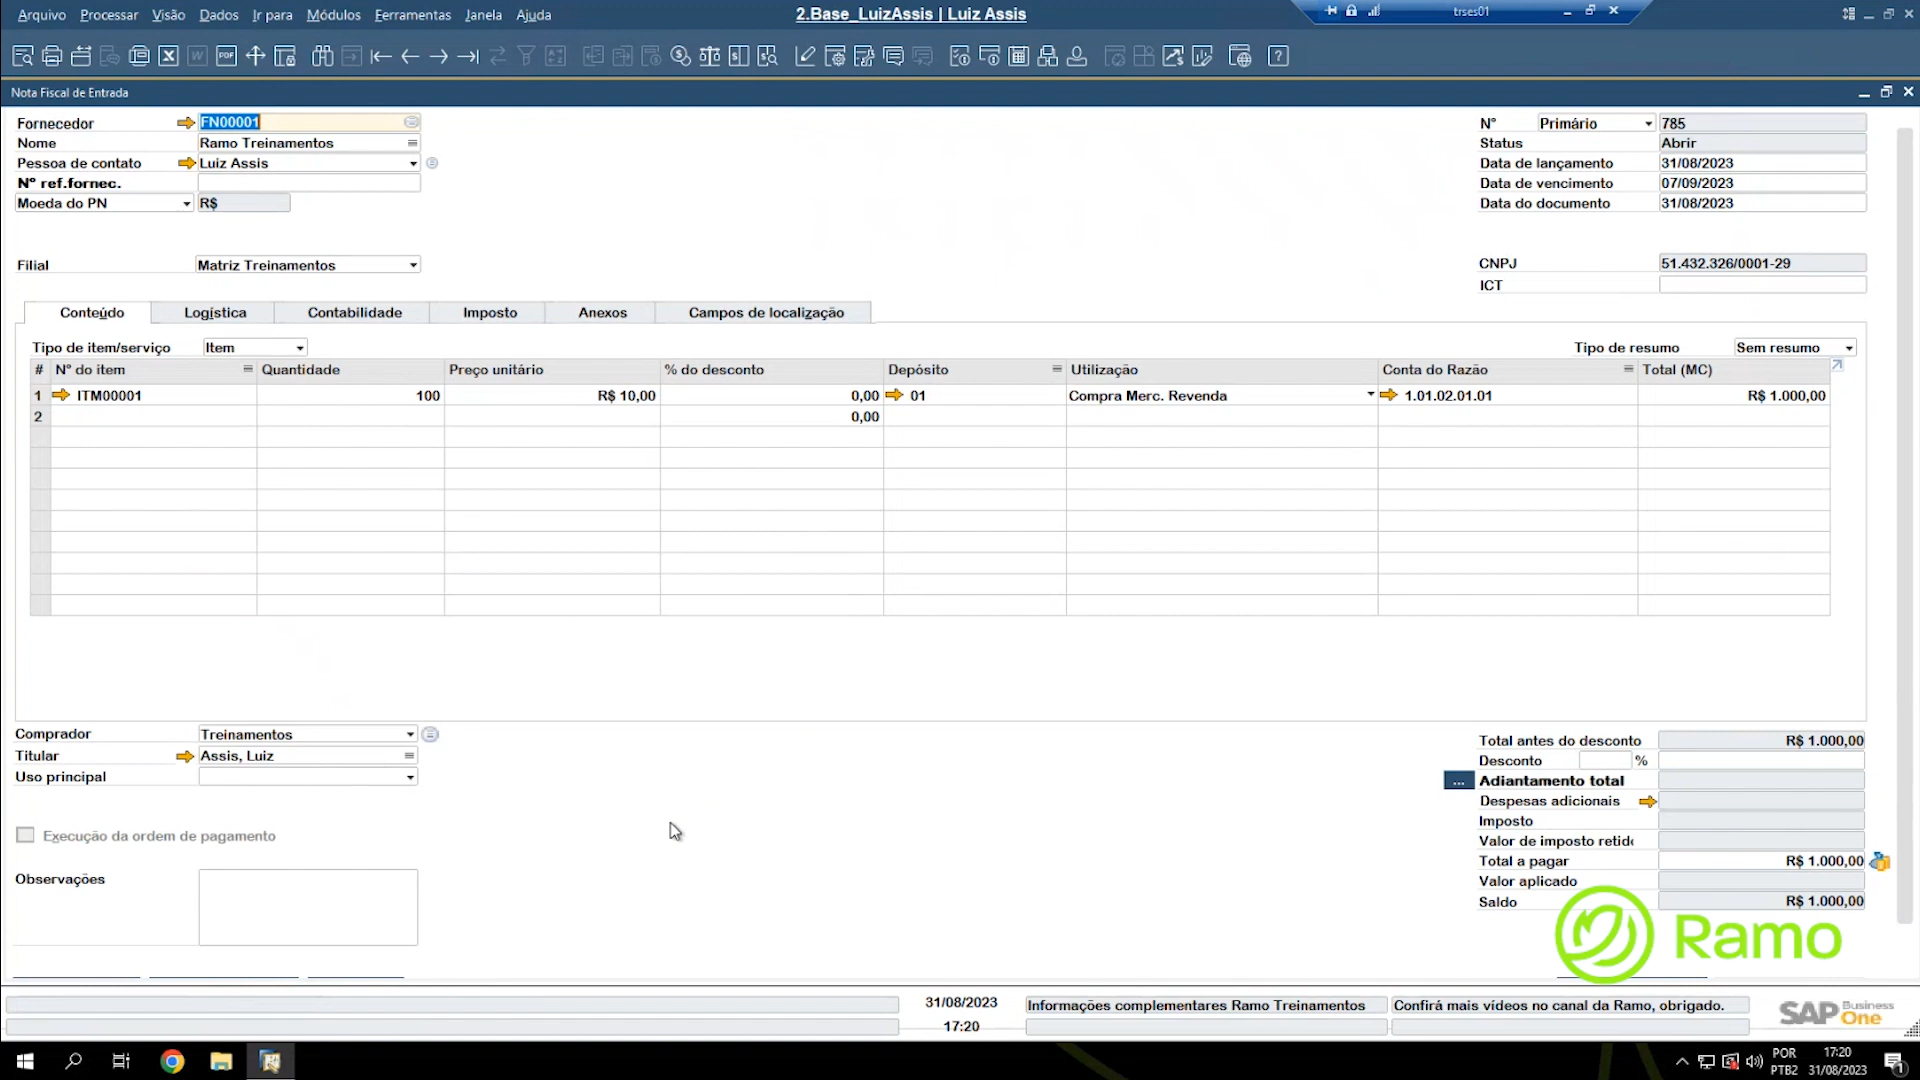 Arquivo Processar Visão Dados Ir para Módulos Ferramentas Janela Ajuda
2.Base_LuizAssis | Luiz Assis
trses01
Nota Fiscal de Entrada
Fornecedor FN00001
Nome Ramo Treinamentos
Pessoa de contato Luiz Assis
Nº ref.fornec.
Moeda do PN R$
Filial Matriz Treinamentos
Nº Primário 785
Status Abrir
Data de lançamento 31/08/2023
Data de vencimento 07/09/2023
Data do documento 31/08/2023
CNPJ 51.432.326/0001-29
ICT
Conteúdo Logística Contabilidade Imposto Anexos Campos de localização
Tipo de item/serviço Item Tipo de resumo Sem resumo
# Nº do item Quantidade Preço unitário % do desconto Depósito Utilização Conta do Razão Total (MC)
1 ITM00001 100 R$ 10,00 0,00 01 Compra Merc. Revenda 1.01.02.01.01 R$ 1.000,00
2 0,00
Comprador Treinamentos
Titular Assis, Luiz
Uso principal
Execução da ordem de pagamento
Observações
Total antes do desconto R$ 1.000,00
Desconto %
... Adiantamento total
Despesas adicionais
Imposto
Valor de imposto retid
Total a pagar R$ 1.000,00
Valor aplicado
Saldo R$ 1.000,00
Ramo
31/08/2023 Informações complementares Ramo Treinamentos Confirá mais vídeos no canal da Ramo, obrigado.
17:20
SAP Business One
POR
PTB2
17:20
31/08/2023
1